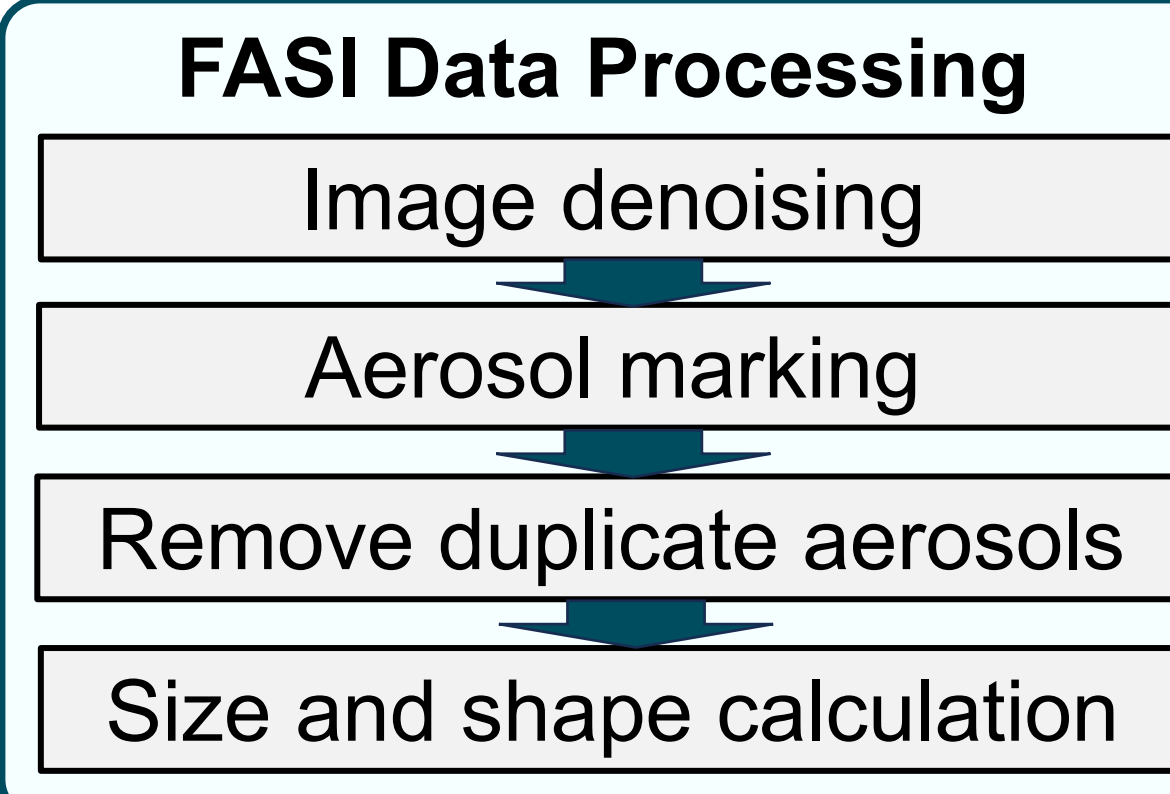 FASI Data Processing
Image denoising
Aerosol marking
Remove duplicate aerosols
Size and shape calculation